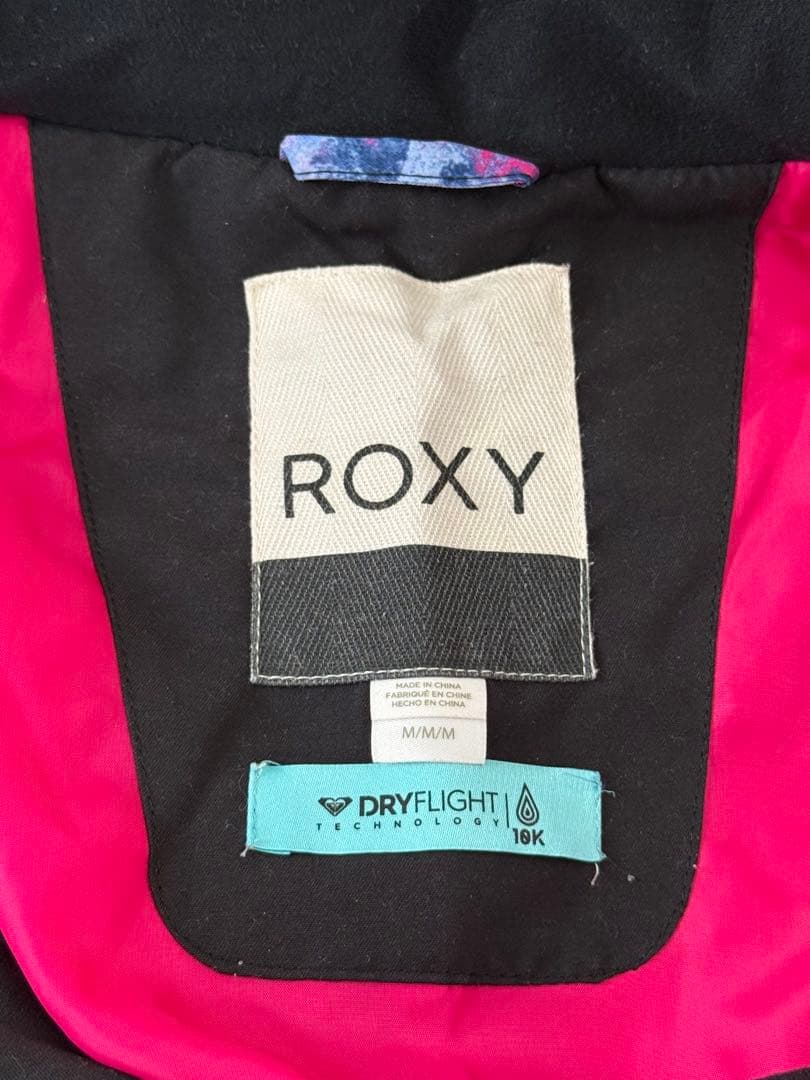 ROXY
MADE IN CHINA
FABRIQUÉ EN CHINE
HECHO EN CHINA
M/M/M
DRYFLIGHT
TECHNOLOGY
10K